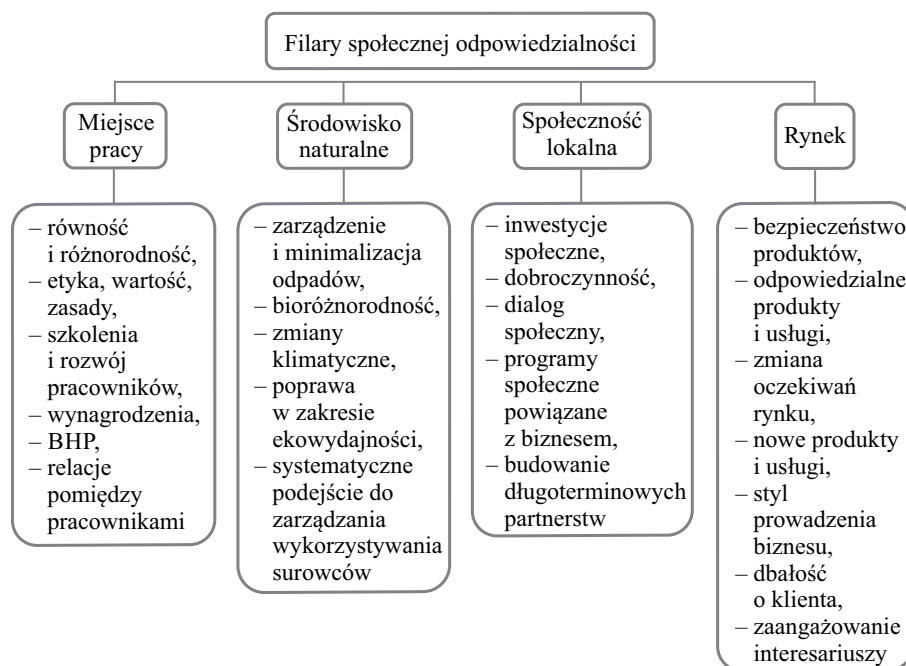 Filary społecznej odpowiedzialności
Miejsce
pracy
– równość
i różnorodność,
– etyka, wartość,
zasady,
– szkolenia
i rozwój
pracowników,
– wynagrodzenia,
– BHP,
– relacje
pomiędzy
pracownikami
Środowisko
naturalne
– zarządzenie
i minimalizacja
odpadów,
– bioróżnorodność,
– zmiany
klimatyczne,
– poprawa
w zakresie
ekowydajności,
– systematyczne
podejście do
zarządzania
wykorzystywania
surowców
Społeczność
lokalna
– inwestycje
społeczne,
– dobroczynność,
– dialog
społeczny,
– programy
społeczne
powiązane
z biznesem,
– budowanie
długoterminowych
partnerstw
Rynek
– bezpieczeństwo
produktów,
– odpowiedzialne
produkty
i usługi,
– zmiana
oczekiwań
rynku,
– nowe produkty
i usługi,
– styl
prowadzenia
biznesu,
– dbałość
o klienta,
– zaangażowanie
interesariuszy